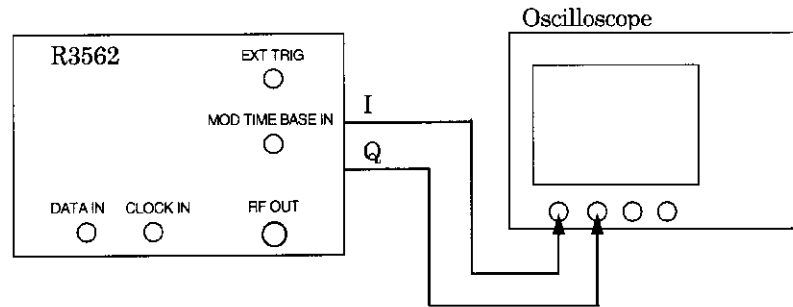 Oscilloscope
R3562
EXT TRIG
I
MOD TIME BASE IN
Q
DATA IN
CLOCK IN
RF OUT